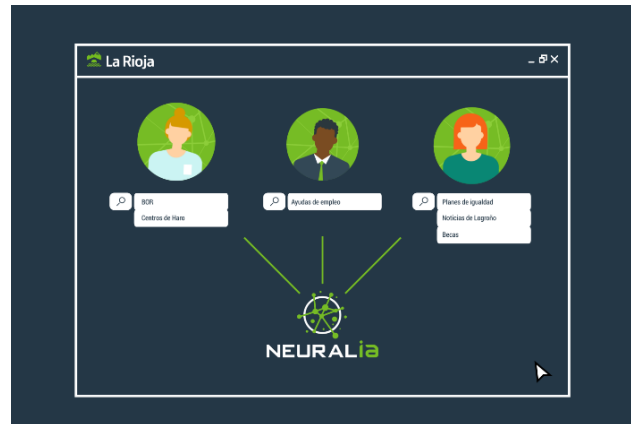 La Rioja
BOR
Centros de Haro
Ayudas de empleo
Planes de igualdad
Noticias de Logroño
Becas
NEURALia